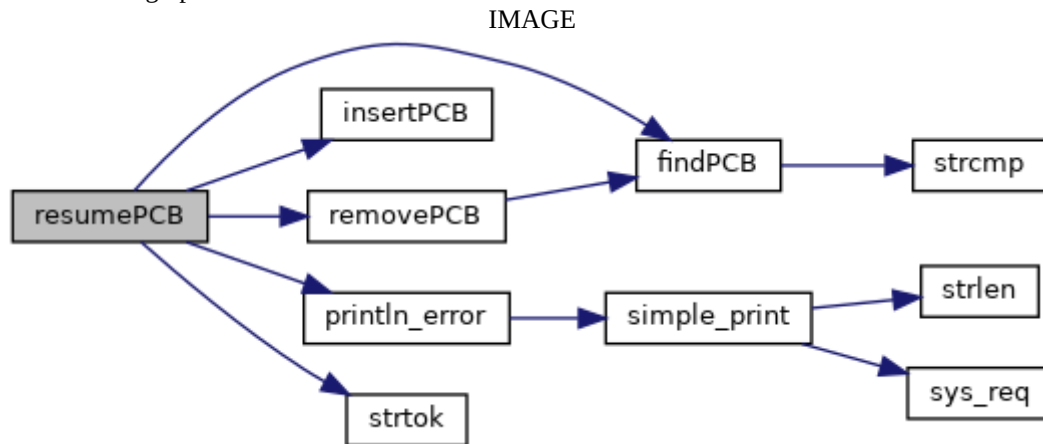 IMAGE
insertPCB
findPCB
strcmp
resumePCB
removePCB
strlen
println_error
simple_print
sys_req
strtok